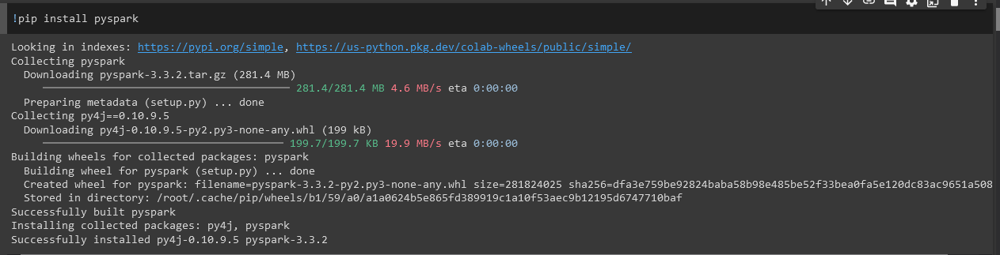 !pip install pyspark
Looking in indexes: https://pypi.org/simple, https://us-python.pkg.dev/colab-wheels/public/simple/
Collecting pyspark
Downloading pyspark-3.3.2.tar.gz (281.4 MB)
281.4/281.4 MB 4.6 MB/s eta 0:00:00
Preparing metadata (setup.py) ... done
Collecting py4j==0.10.9.5
Downloading py4j-0.10.9.5-py2.py3-none-any.whl (199 kB)
199.7/199.7 KB 19.9 MB/s eta 0:00:00
Building wheels for collected packages: pyspark
Building wheel for pyspark (setup.py) ... done
Created wheel for pyspark: filename=pyspark-3.3.2-py2.py3-none-any.whl size=281824025 sha256=dfa3e759be92824baba58b98e485be52f33bea0fa5e120dc83ac9651a508
Stored in directory: /root/.cache/pip/wheels/b1/59/a0/a1a0624b5e865fd389919c1a10f53aec9b12195d6747710baf
Successfully built pyspark
Installing collected packages: py4j, pyspark
Successfully installed py4j-0.10.9.5 pyspark-3.3.2